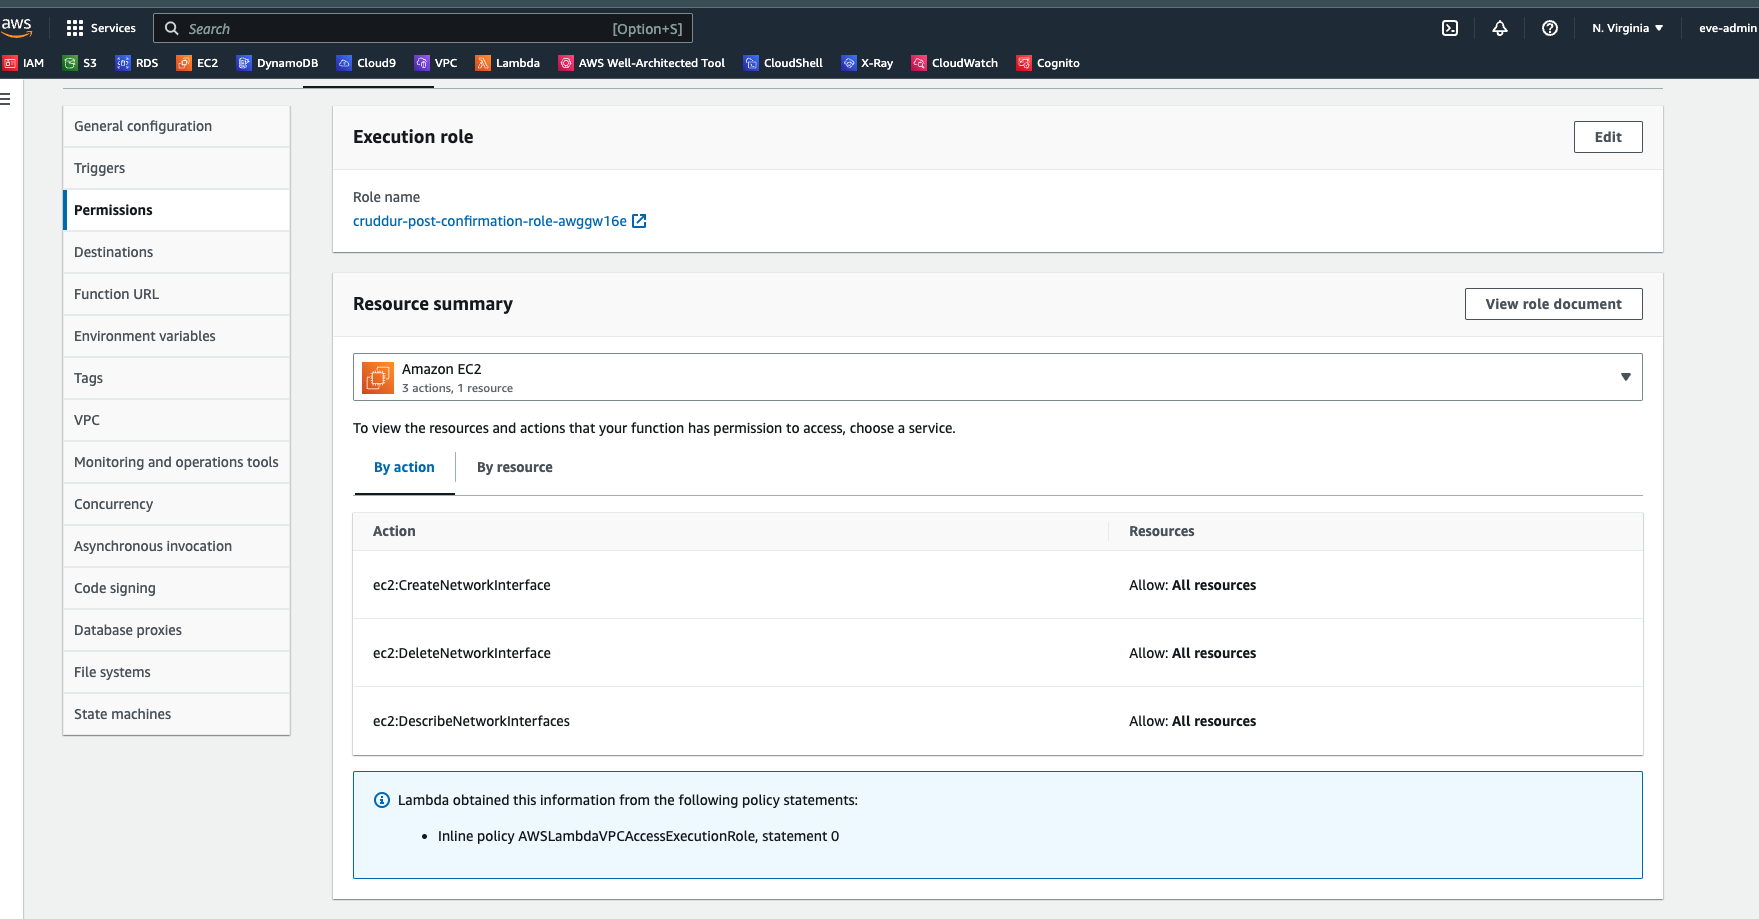 aws
Services
Search
[Option+S]
N. Virginia
eve-admin
IAM
S3
RDS
EC2
DynamoDB
Cloud9
VPC
Lambda
AWS Well-Architected Tool
CloudShell
X-Ray
CloudWatch
Cognito
General configuration
Triggers
Permissions
Destinations
Function URL
Environment variables
Tags
VPC
Monitoring and operations tools
Concurrency
Asynchronous invocation
Code signing
Database proxies
File systems
State machines
Execution role
Edit
Role name
cruddur-post-confirmation-role-awggw16e
Resource summary
View role document
Amazon EC2
3 actions, 1 resource
To view the resources and actions that your function has permission to access, choose a service.
By action
By resource
Action
Resources
ec2:CreateNetworkInterface
Allow: All resources
ec2:DeleteNetworkInterface
Allow: All resources
ec2:DescribeNetworkInterfaces
Allow: All resources
Lambda obtained this information from the following policy statements:
• Inline policy AWSLambdaVPCAccessExecutionRole, statement 0